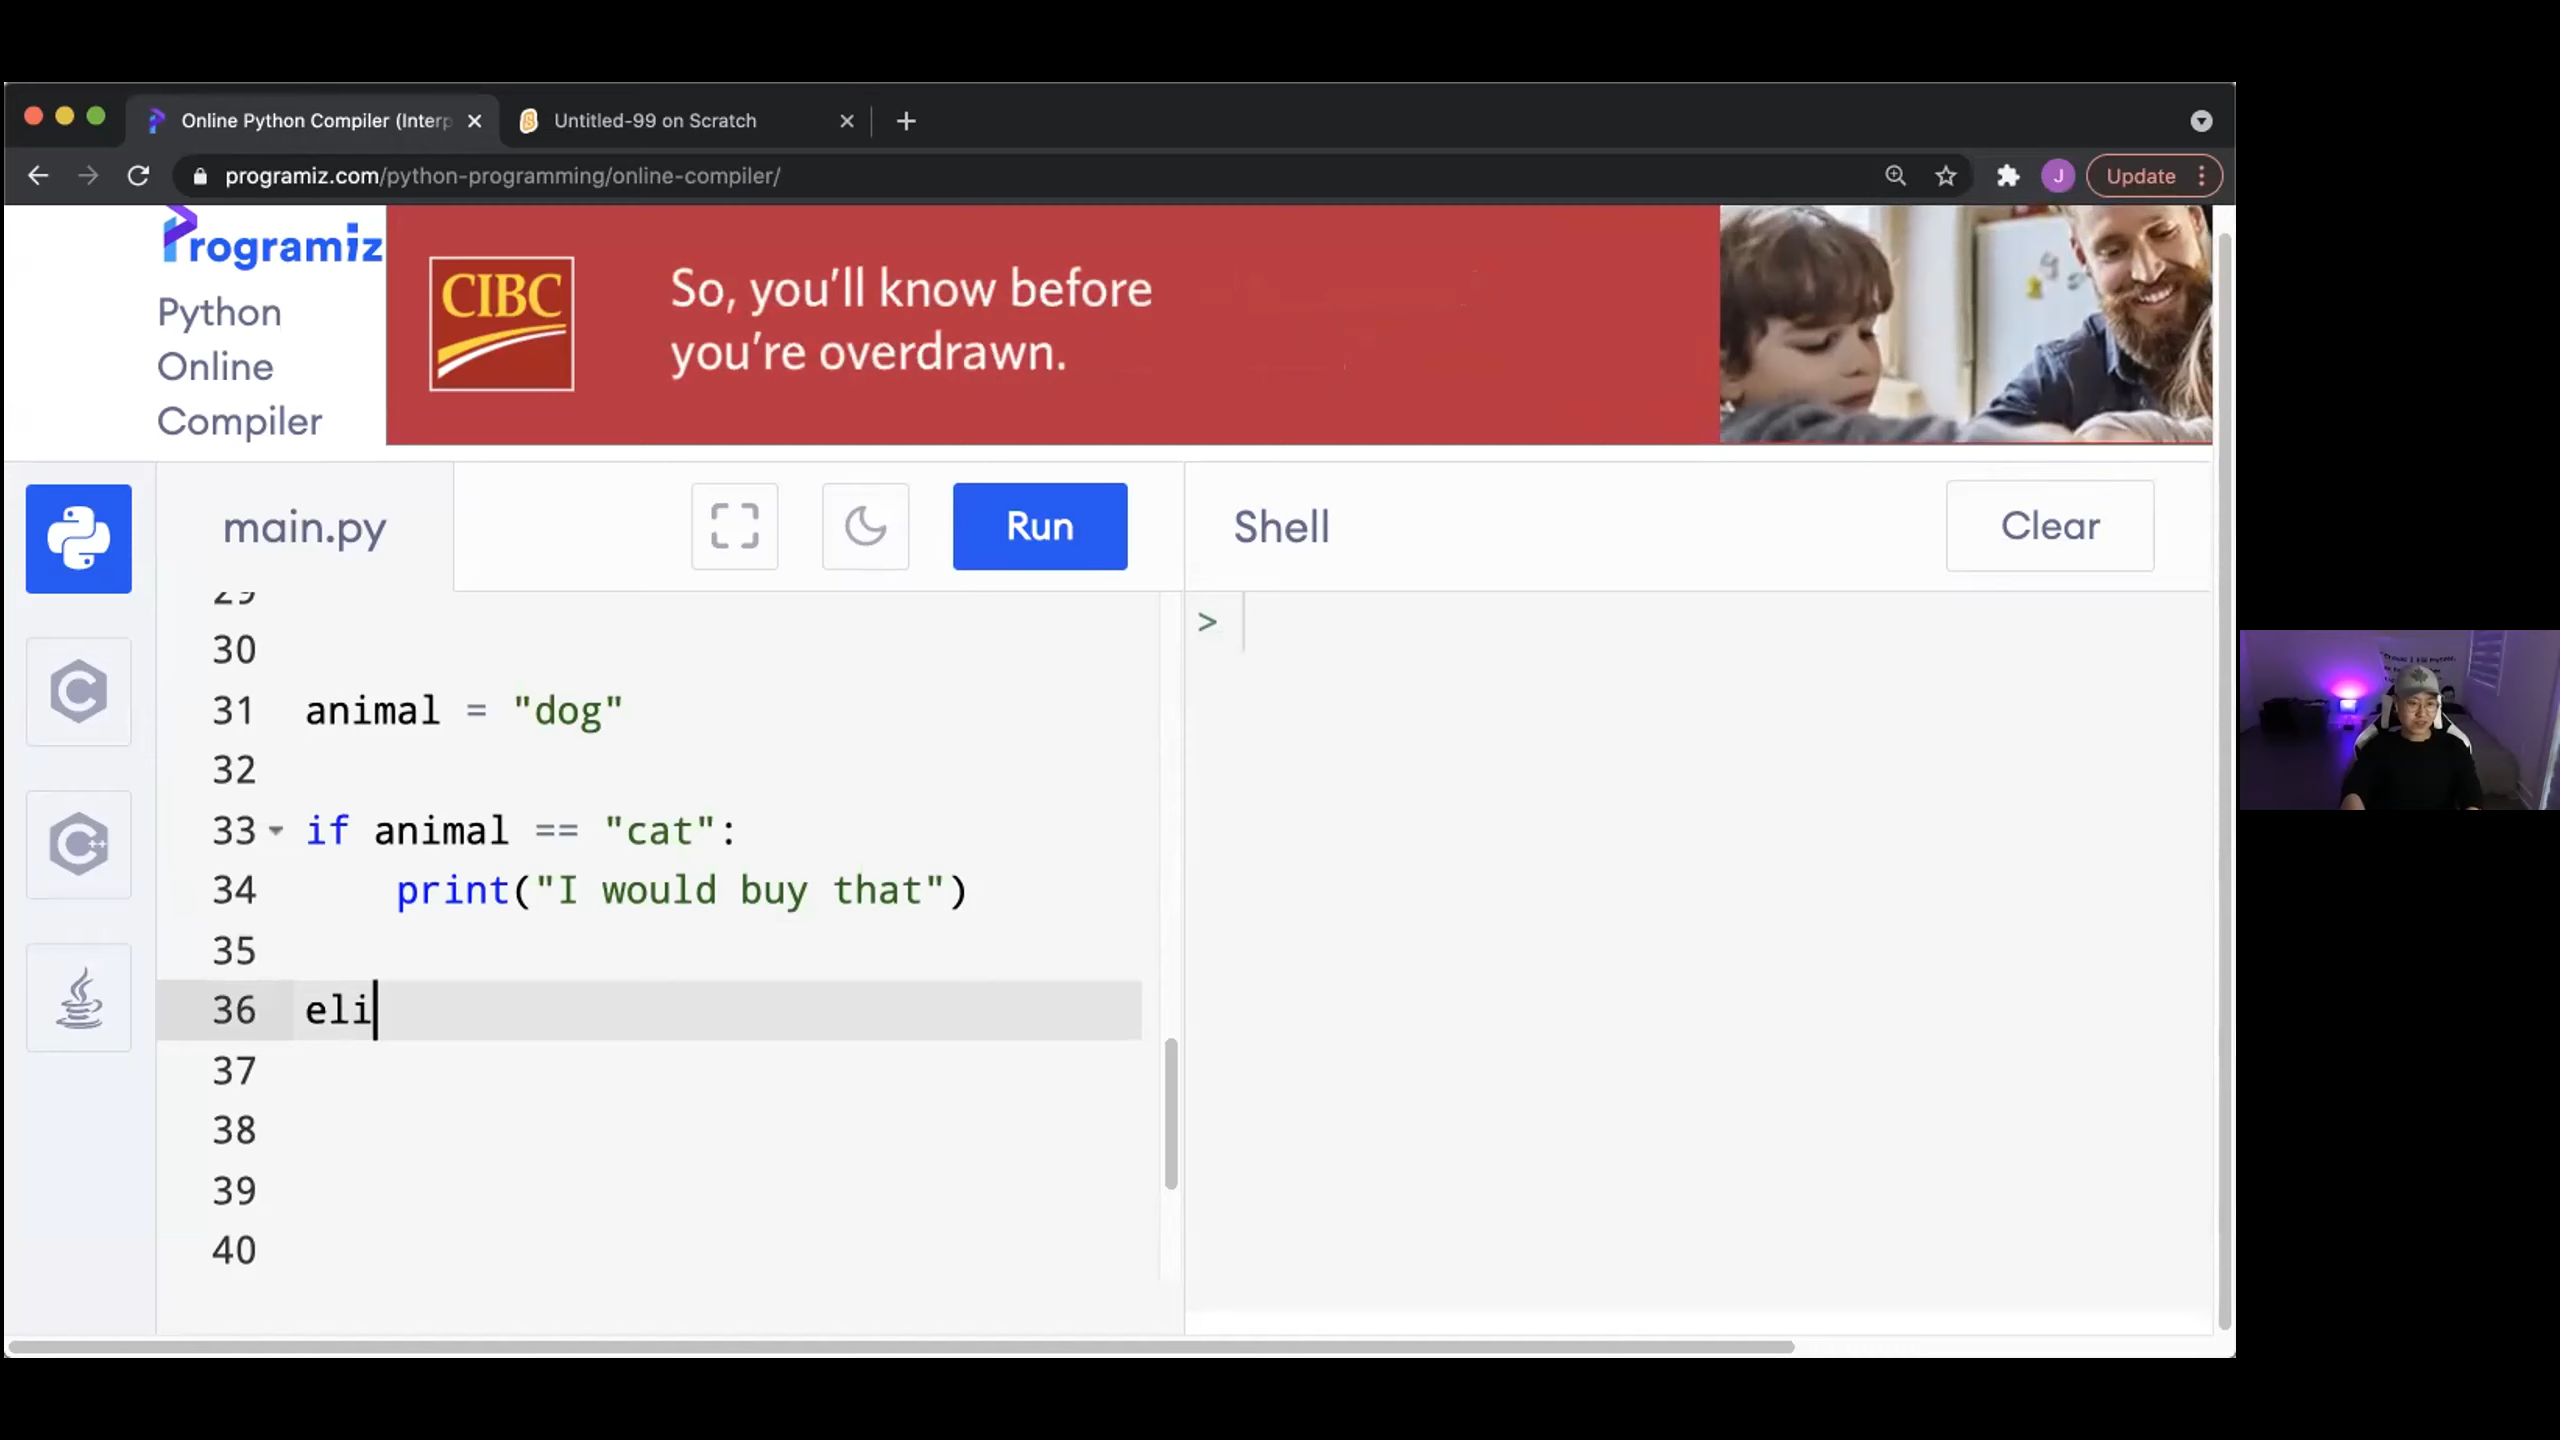 Online Python Compiler (Interp
Untitled-99 on Scratch
programiz.com/python-programming/online-compiler/
J
Update
Programiz
Python
Online
Compiler
CIBC
So, you'll know before
you're overdrawn.
main.py
Run
Shell
Clear
29
30
31 animal = "dog"
32
33 if animal == "cat":
34     print("I would buy that")
35
36 eli
37
38
39
40
>
C
C++